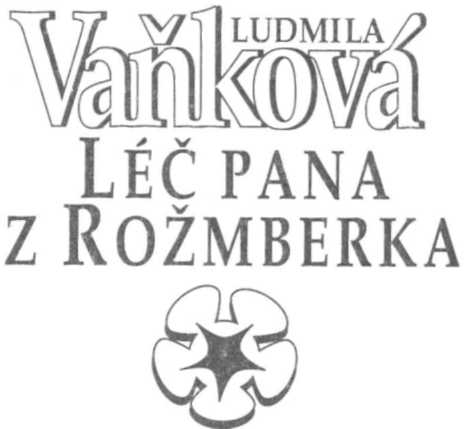 LUDMILA
Vaňková
LÉČ PANA
Z ROŽMBERKA